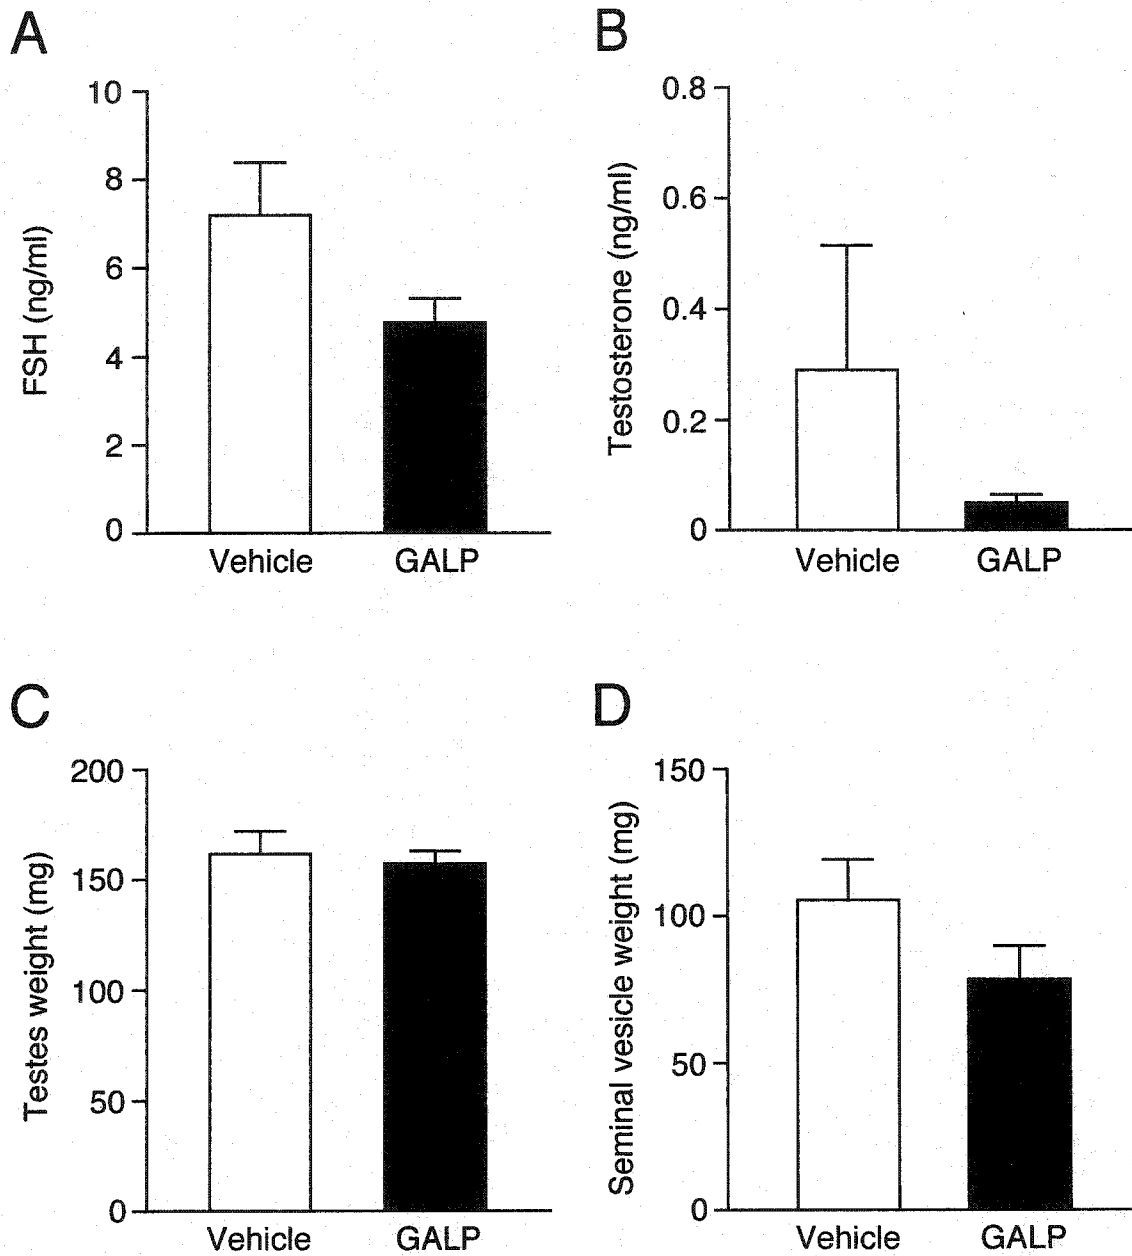 A
FSH (ng/ml)
10
8
6
4
2
0
Vehicle GALP
B
Testosterone (ng/ml)
0.8
0.6
0.4
0.2
0
Vehicle GALP
C
Testes weight (mg)
200
150
100
50
0
Vehicle GALP
D
Seminal vesicle weight (mg)
150
100
50
0
Vehicle GALP